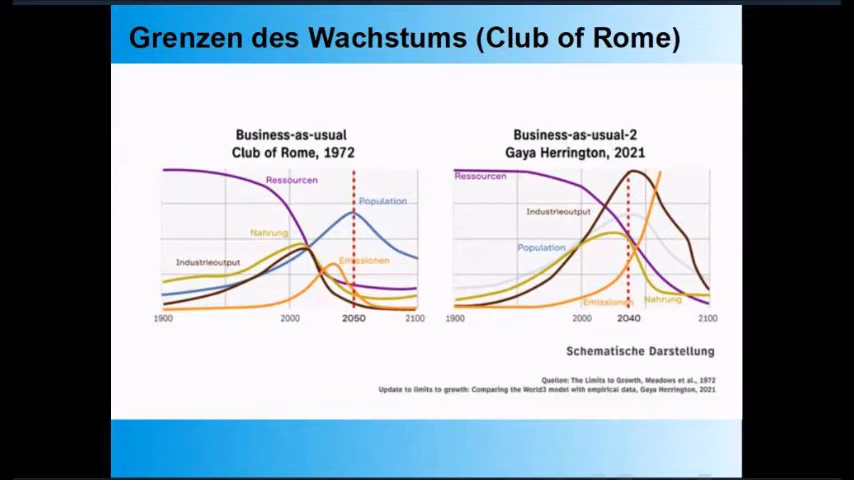 Grenzen des Wachstums (Club of Rome)
Business-as-usual
Club of Rome, 1972
Ressourcen
Population
Nahrung
Industrieoutput
Emissionen
1900
2000
2050
2100
Business-as-usual-2
Gaya Herrington, 2021
Ressourcen
Industrieoutput
Population
Emissionen
Nahrung
1900
2000
2040
2100
Schematische Darstellung
Quellen: The Limits to Growth, Meadows et al., 1972
Update to limits to growth: Comparing the World3 model with empirical data, Gaya Herrington, 2021